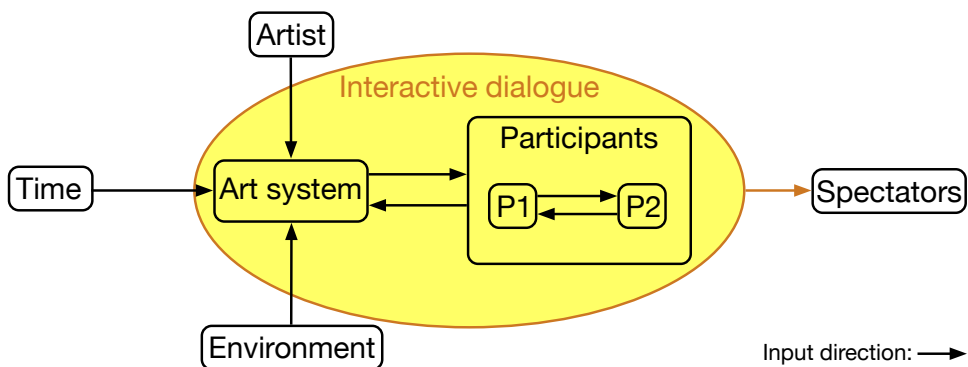 Artist
Interactive dialogue
Participants
Time
Art system
P1
P2
Spectators
Environment
Input direction: